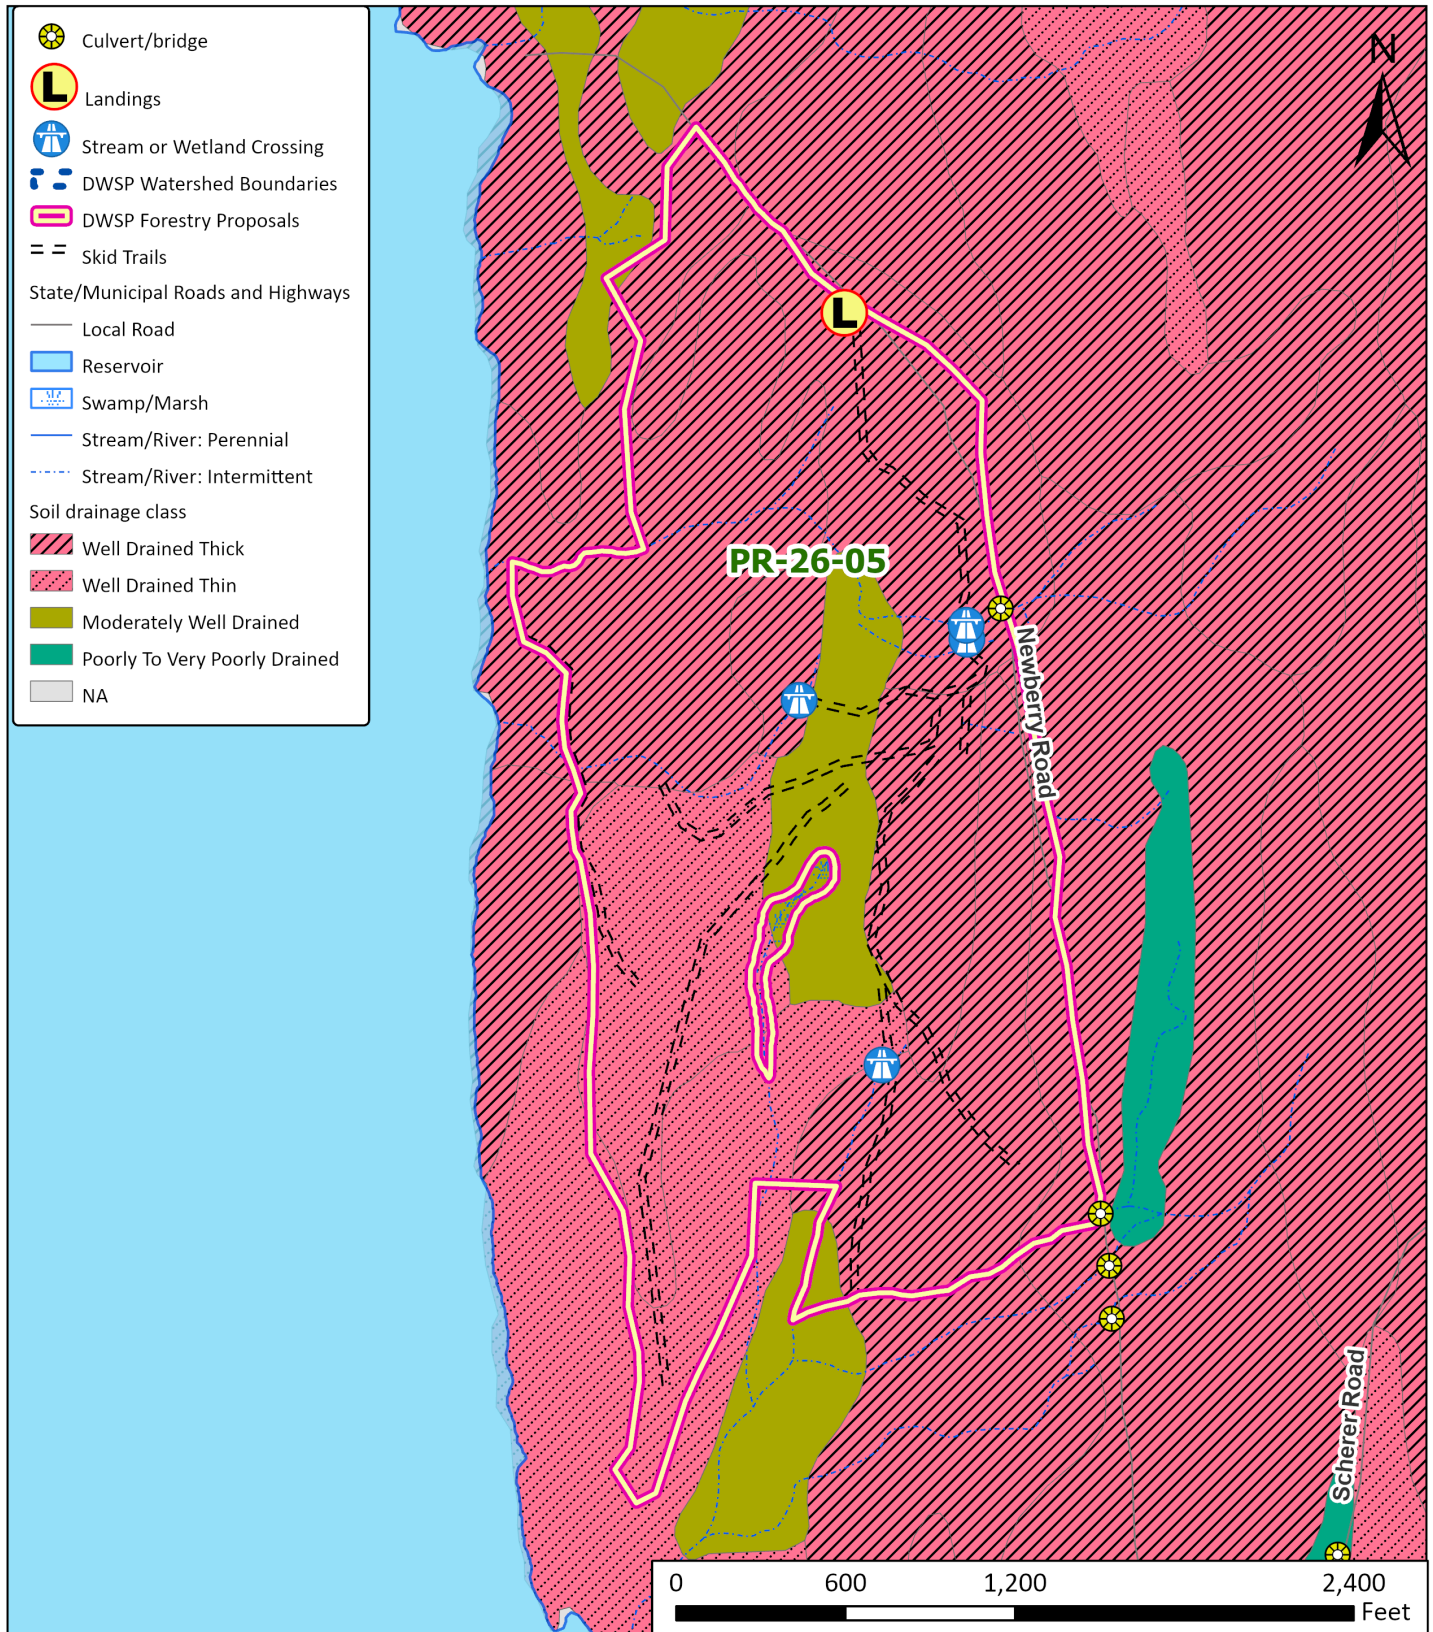 Culvert/bridge
L
Landings
Stream or Wetland Crossing
DWSP Watershed Boundaries
DWSP Forestry Proposals
Skid Trails
State/Municipal Roads and Highways
Local Road
Reservoir
Swamp/Marsh
Stream/River: Perennial
Stream/River: Intermittent
Soil drainage class
Well Drained Thick
Well Drained Thin
Moderately Well Drained
Poorly To Very Poorly Drained
NA
N
L
PR-26-05
Newberry Road
Scherer Road
0 600 1,200 2,400
Feet